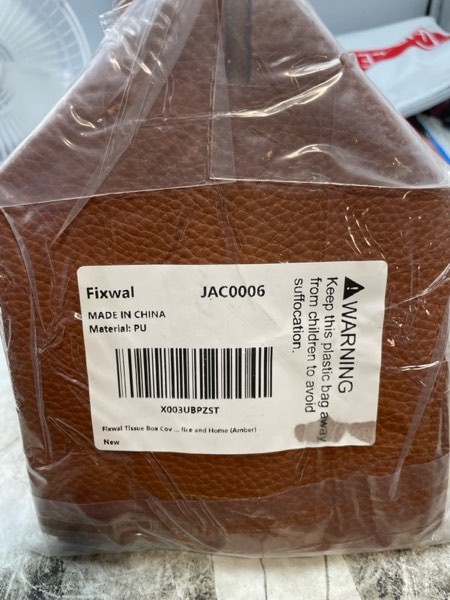 Fixwal JAC0006
MADE IN CHINA
Material: PU
X003UBPZST
Fixwal Tissue Box Cov ... fice and Home (Amber)
New
WARNING
Keep this plastic bag away
from children to avoid
suffocation.